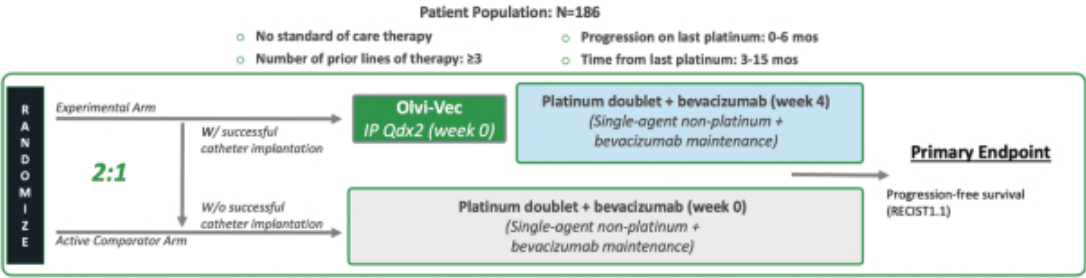 Patient Population: N=186
○ No standard of care therapy
○ Number of prior lines of therapy: ≥3
○ Progression on last platinum: 0-6 mos
○ Time from last platinum: 3-15 mos
RANDOMIZE
Experimental Arm
2:1
W/ successful
catheter implantation
W/o successful
catheter implantation
Active Comparator Arm
Olvi-Vec
IP Qdx2 (week 0)
Platinum doublet + bevacizumab (week 4)
(Single-agent non-platinum +
bevacizumab maintenance)
Platinum doublet + bevacizumab (week 0)
(Single-agent non-platinum +
bevacizumab maintenance)
Primary Endpoint
Progression-free survival
(RECIST1.1)